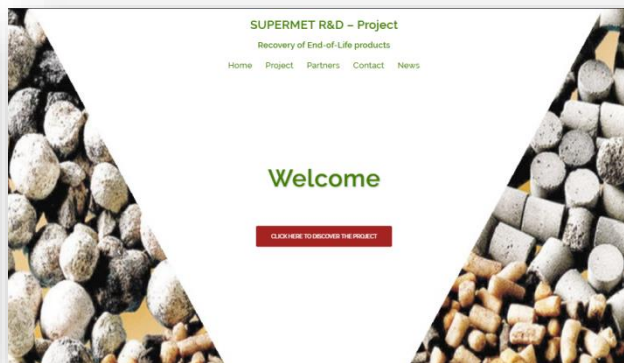 SUPERMET R&D – Project
Recovery of End-of-Life products
Home Project Partners Contact News
Welcome
CLICK HERE TO DISCOVER THE PROJECT